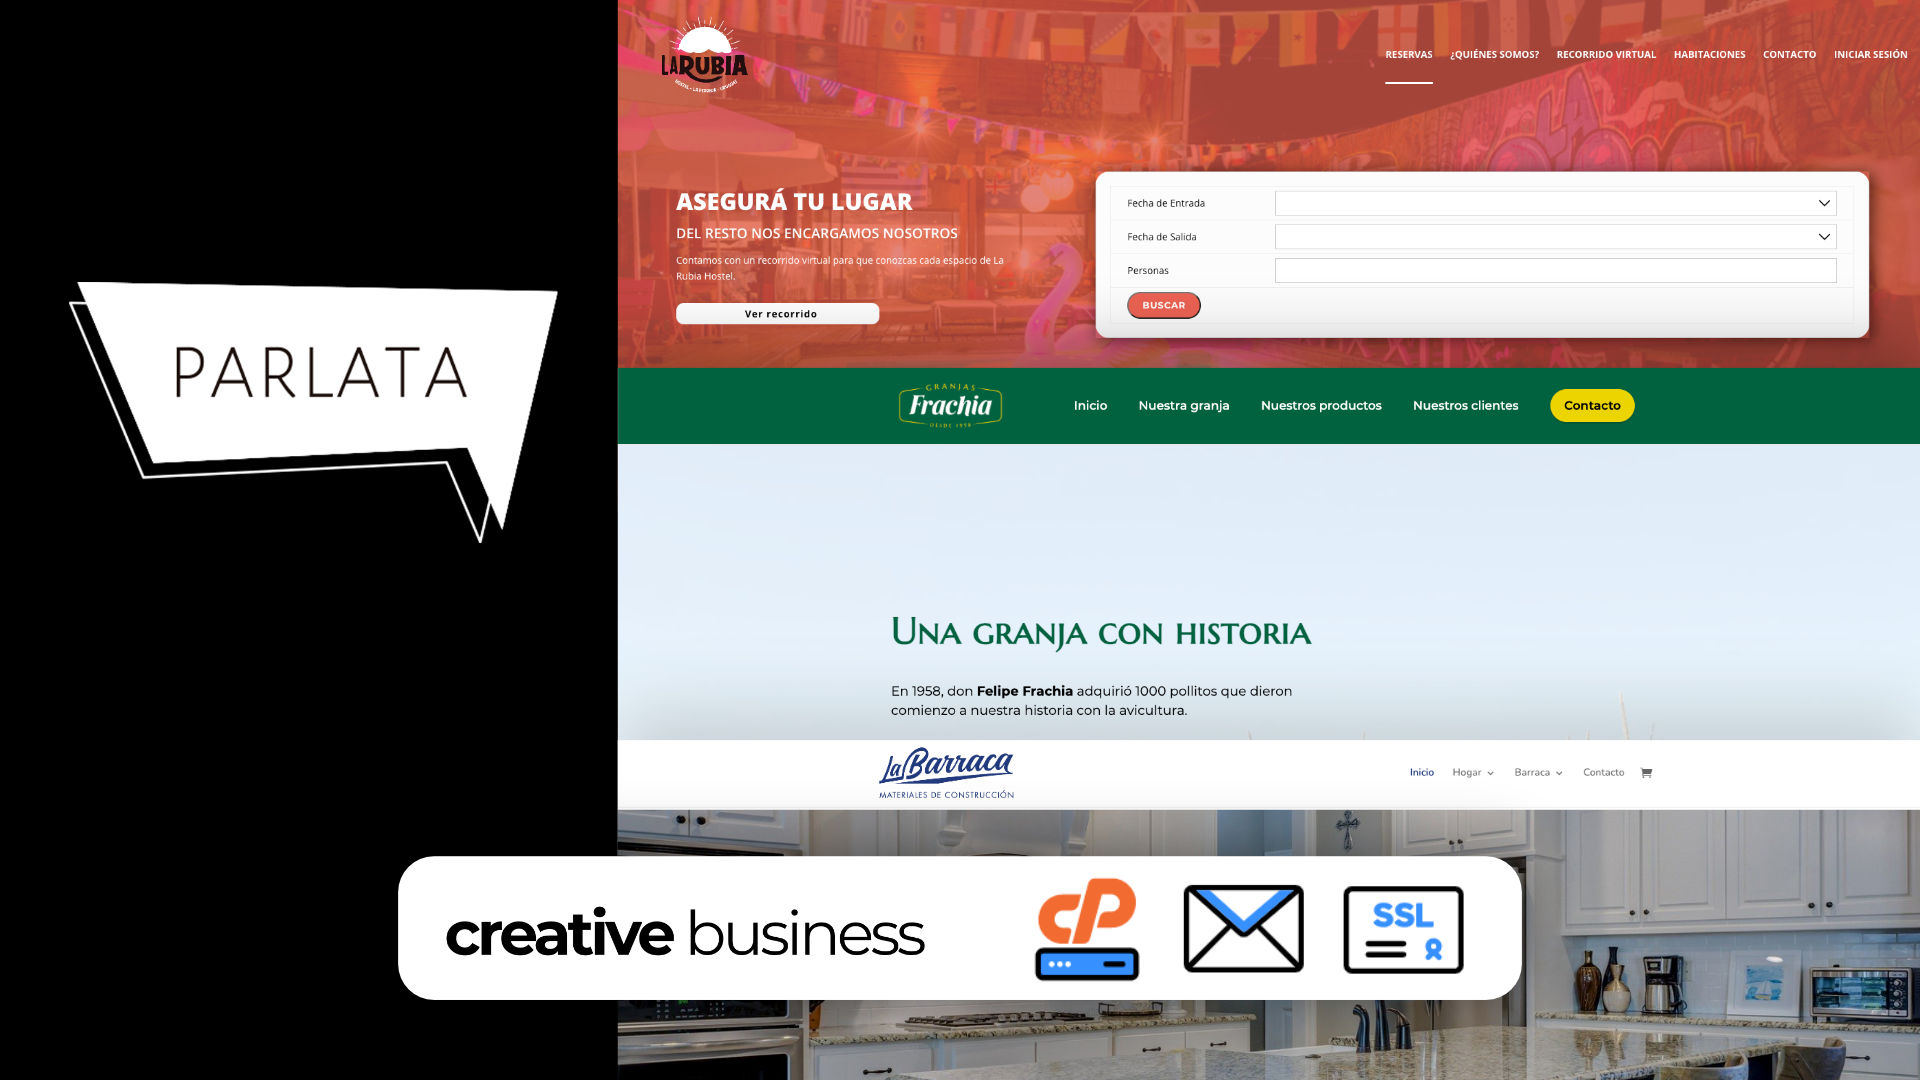 PARLATA
LARUBIA
HOSTEL • LA PEDRERA • URUGUAY
RESERVAS
¿QUIÉNES SOMOS?
RECORRIDO VIRTUAL
HABITACIONES
CONTACTO
INICIAR SESIÓN
ASEGURÁ TU LUGAR
DEL RESTO NOS ENCARGAMOS NOSOTROS
Contamos con un recorrido virtual para que conozcas cada espacio de La
Rubia Hostel.
Ver recorrido
Fecha de Entrada
Fecha de Salida
Personas
BUSCAR
GRANJAS
Frachia
DESDE 1958
Inicio
Nuestra granja
Nuestros productos
Nuestros clientes
Contacto
Una granja con historia
En 1958, don Felipe Frachia adquirió 1000 pollitos que dieron
comienzo a nuestra historia con la avicultura.
La Barraca
MATERIALES DE CONSTRUCCIÓN
Inicio
Hogar
Barraca
Contacto
creative business
cP
SSL